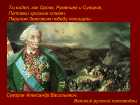 Ты видел, как Орлов, Румянцев и Суворов,
Потомки грозные славян,
Перуном Зевсовым победу похищали
Суворов Александр Васильевич.
Великий русский полководец